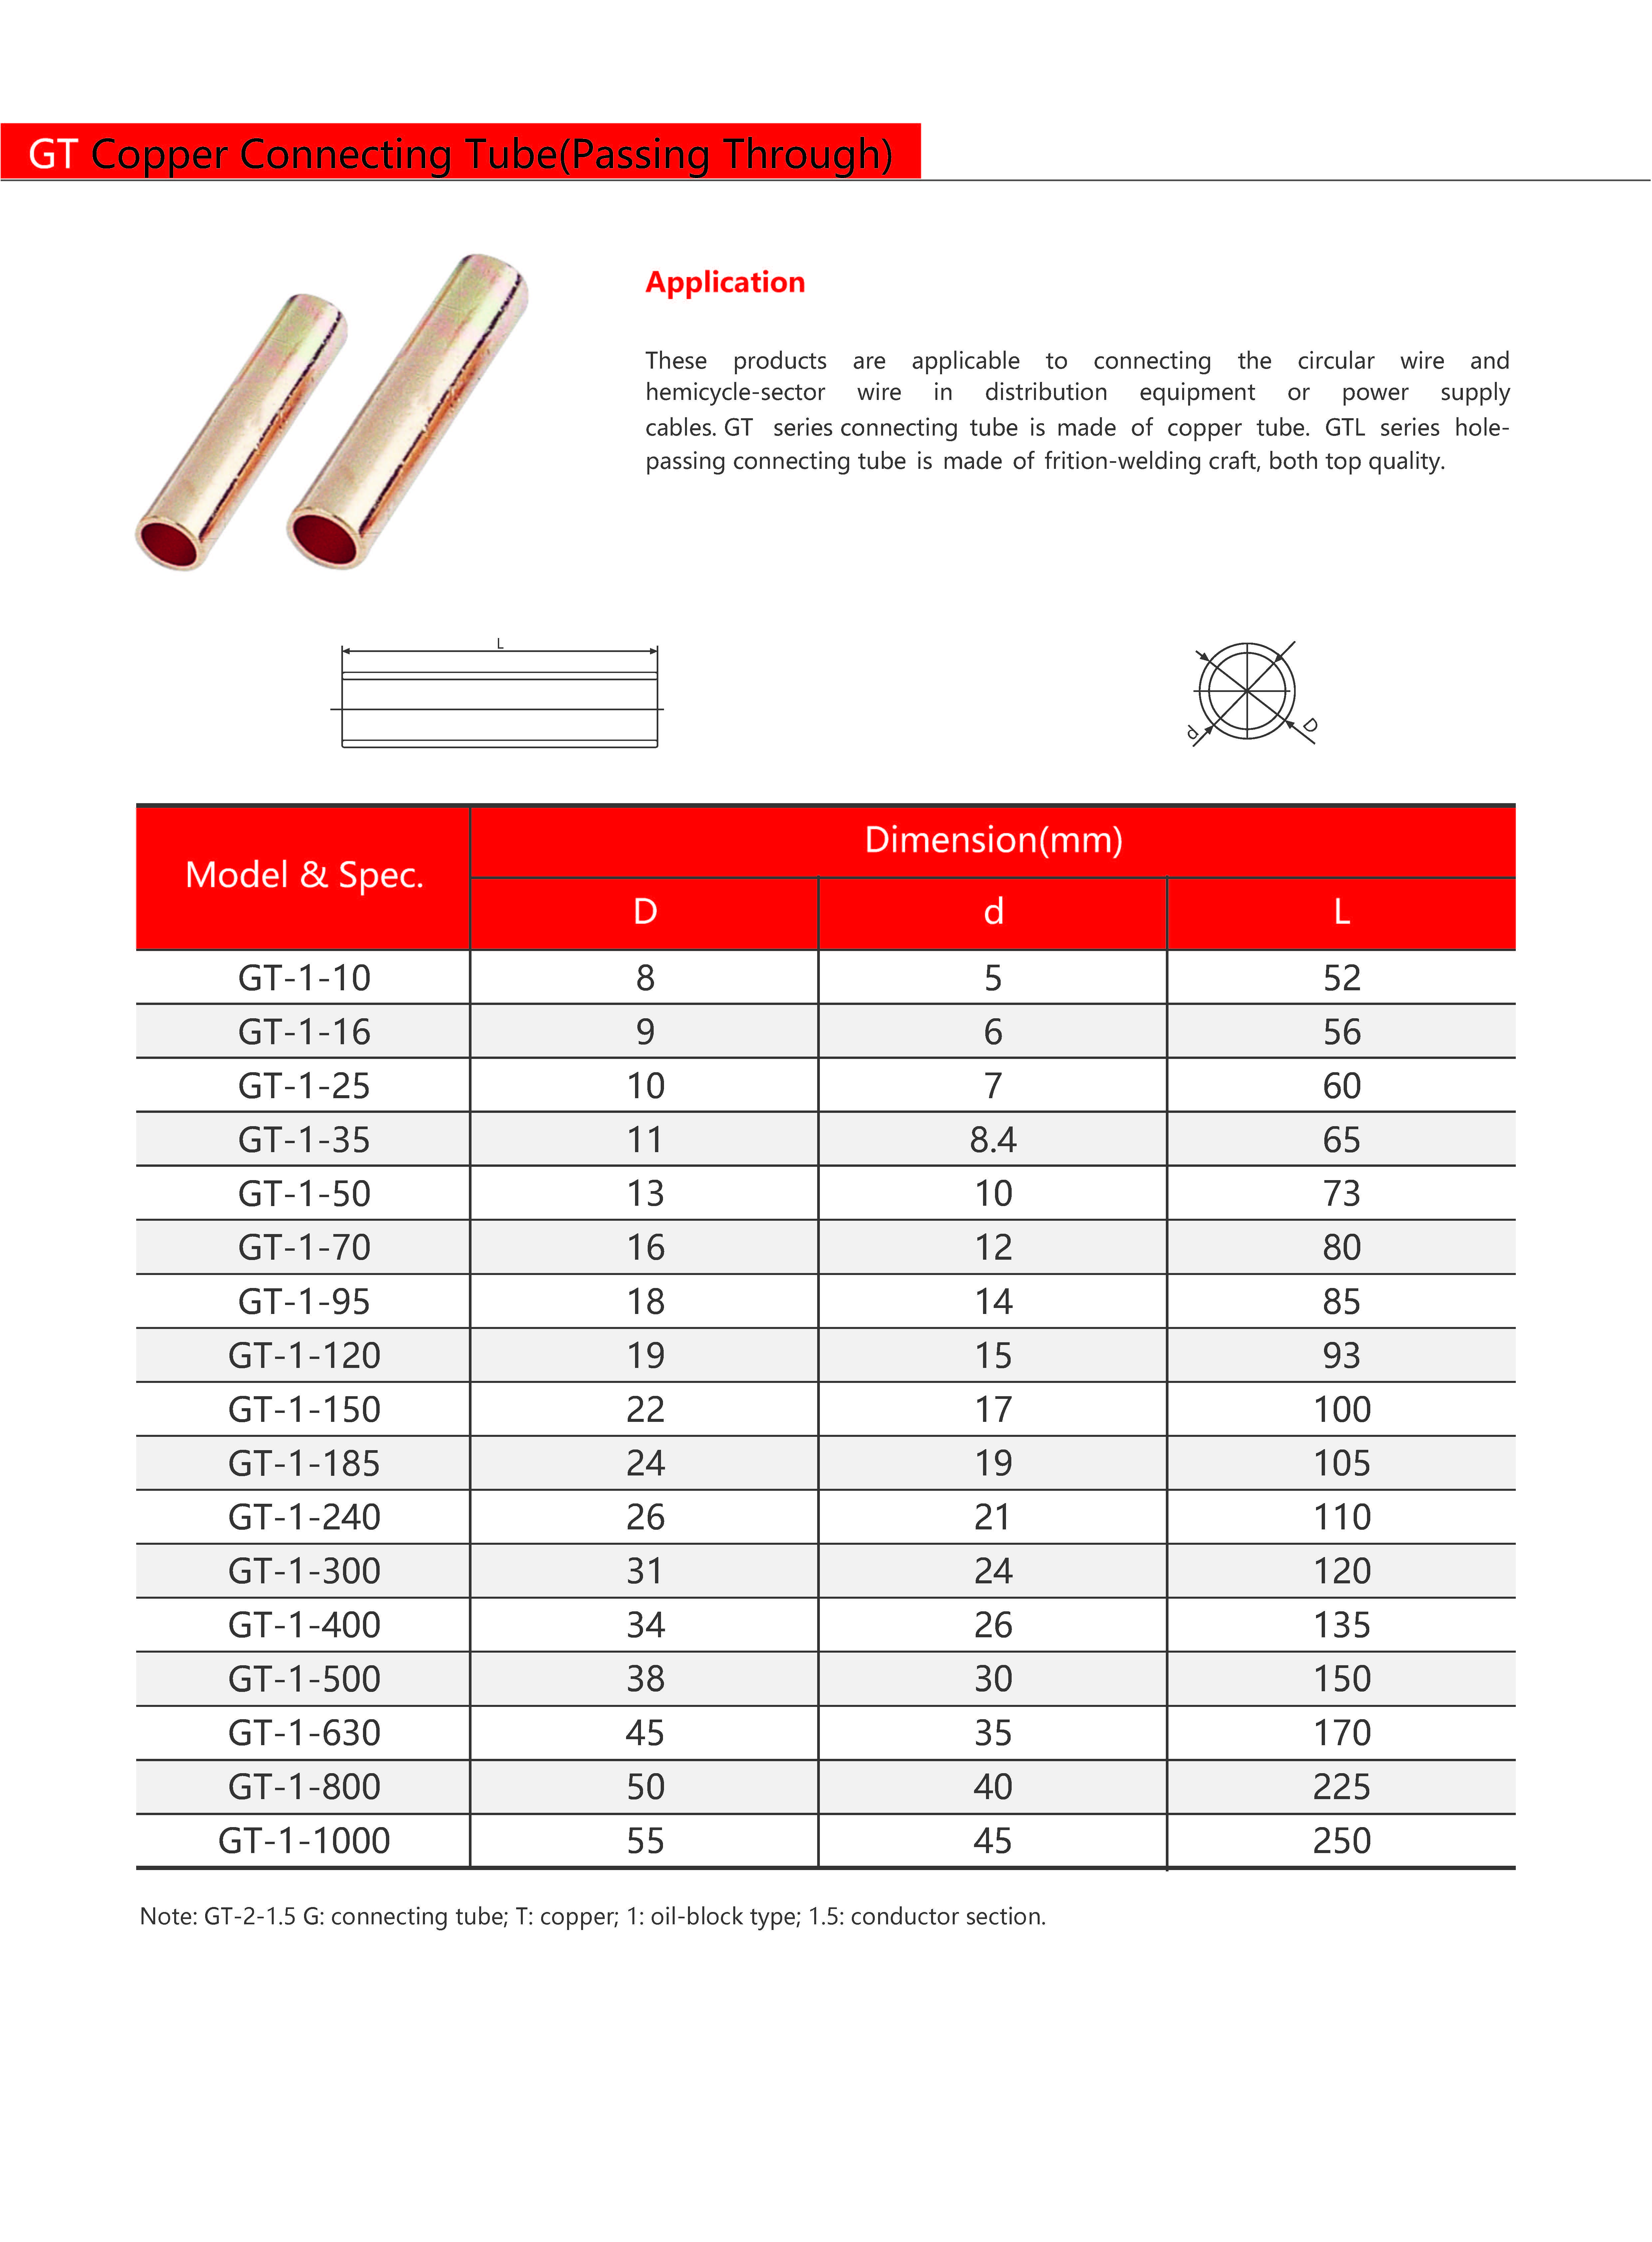 GT Copper Connecting Tube(Passing Through)
Application
These products are applicable to connecting the circular wire and
hemicycle-sector wire in distribution equipment or power supply
cables. GT series connecting tube is made of copper tube. GTL series hole-
passing connecting tube is made of frition-welding craft, both top quality.
L
d D
Model & Spec. Dimension(mm)
D d L
GT-1-10 8 5 52
GT-1-16 9 6 56
GT-1-25 10 7 60
GT-1-35 11 8.4 65
GT-1-50 13 10 73
GT-1-70 16 12 80
GT-1-95 18 14 85
GT-1-120 19 15 93
GT-1-150 22 17 100
GT-1-185 24 19 105
GT-1-240 26 21 110
GT-1-300 31 24 120
GT-1-400 34 26 135
GT-1-500 38 30 150
GT-1-630 45 35 170
GT-1-800 50 40 225
GT-1-1000 55 45 250
Note: GT-2-1.5 G: connecting tube; T: copper; 1: oil-block type; 1.5: conductor section.